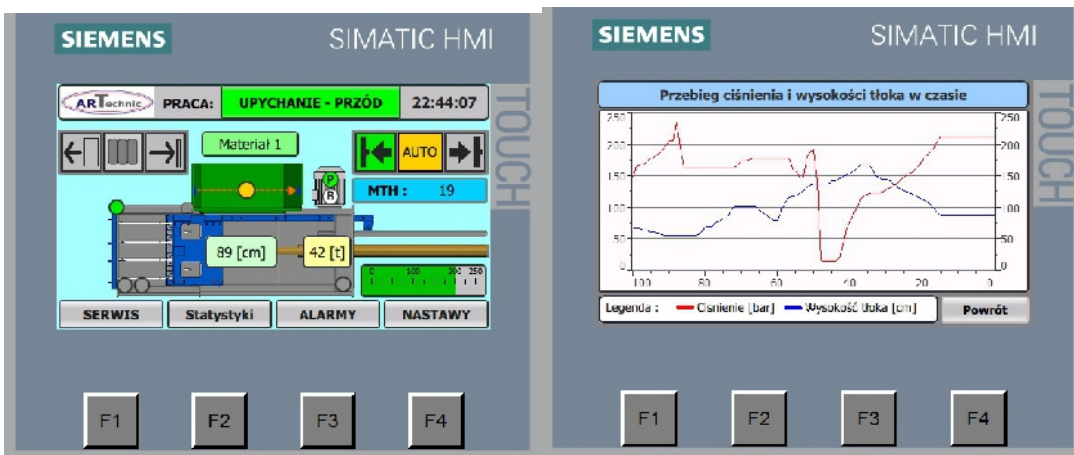 SIEMENS
SIMATIC HMI
TOUCH
ARTechnic
PRACA:
UPYCHANIE - PRZÓD
22:44:07
Materiał 1
AUTO
P
B
MTH :
19
89 [cm]
42 [t]
0 100 200 250
SERWIS
Statystyki
ALARMY
NASTAWY
F1
F2
F3
F4
SIEMENS
SIMATIC HMI
TOUCH
Przebieg ciśnienia i wysokości tłoka w czasie
250
200
150
100
50
0
250
200
150
100
50
0
100 80 60 40 20 0
Legenda :
Ciśnienie [bar]
Wysokość tłoka [cm]
Powrót
F1
F2
F3
F4